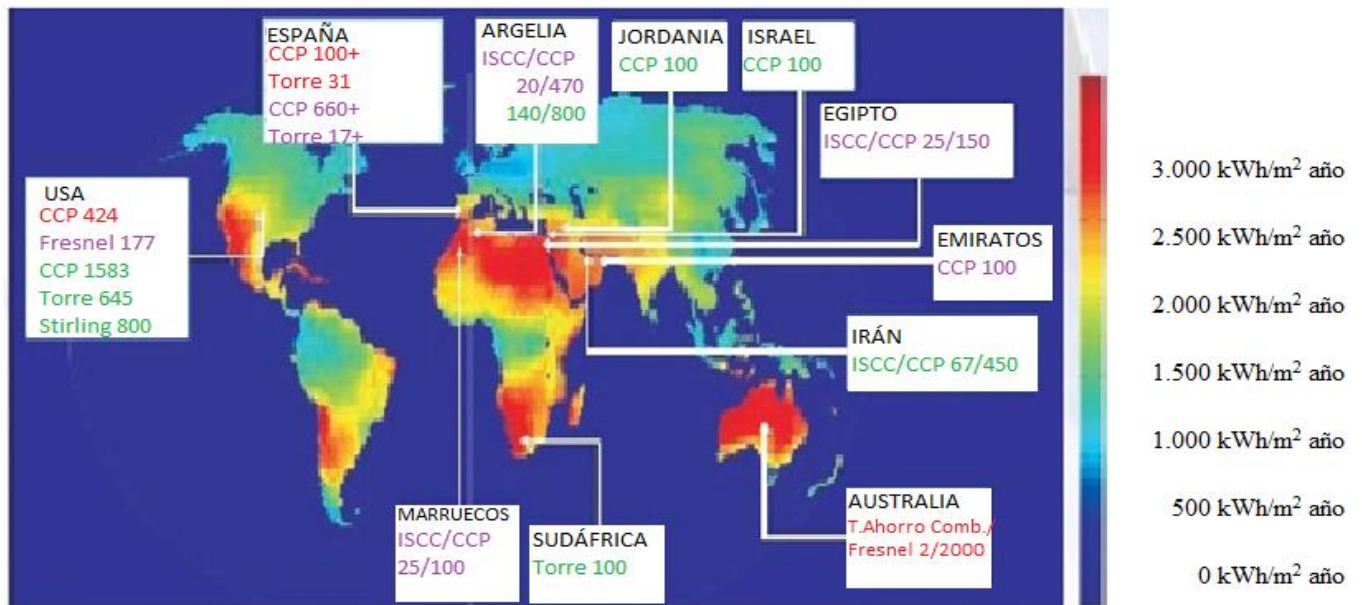 ESPAÑA
CCP 100+
Torre 31
CCP 660+
Torre 17+
ARGELIA
ISCC/CCP
20/470
140/800
JORDANIA
CCP 100
ISRAEL
CCP 100
EGIPTO
ISCC/CCP 25/150
USA
CCP 424
Fresnel 177
CCP 1583
Torre 645
Stirling 800
EMIRATOS
CCP 100
IRÁN
ISCC/CCP 67/450
MARRUECOS
ISCC/CCP
25/100
SUDÁFRICA
Torre 100
AUSTRALIA
T.Ahorro Comb./
Fresnel 2/2000
3.000 kWh/m² año
2.500 kWh/m² año
2.000 kWh/m² año
1.500 kWh/m² año
1.000 kWh/m² año
500 kWh/m² año
0 kWh/m² año